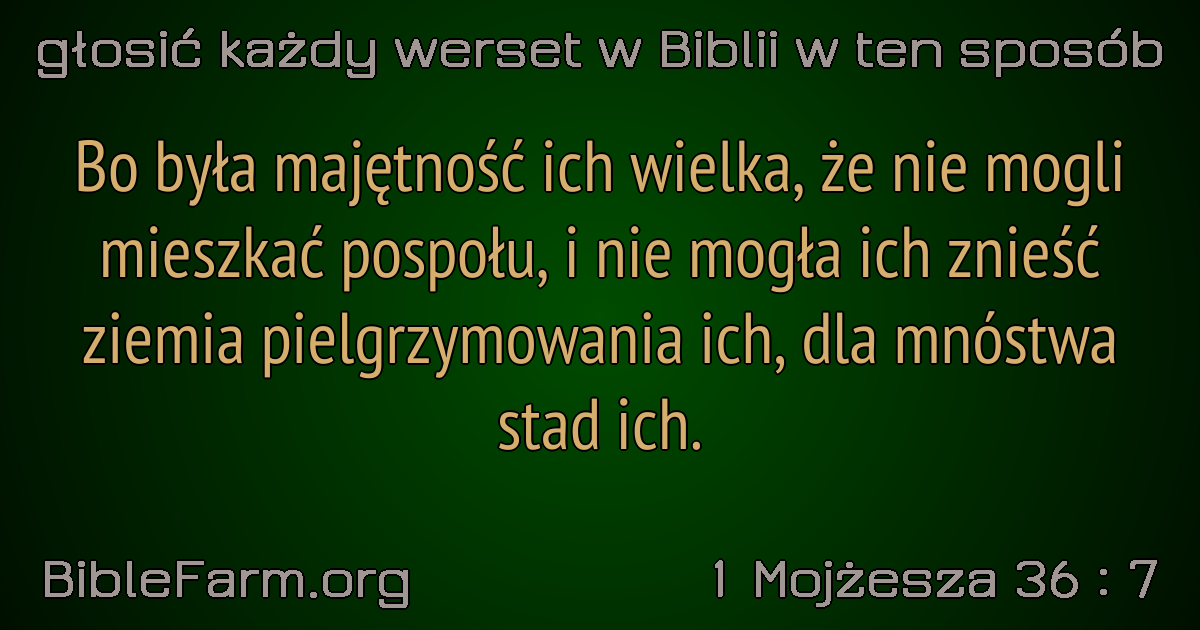 głosić każdy werset w Biblii w ten sposób
Bo była majętność ich wielka, że nie mogli
mieszkać pospołu, i nie mogła ich znieść
ziemia pielgrzymowania ich, dla mnóstwa
stad ich.
BibleFarm.org
1 Mojżesza 36 : 7